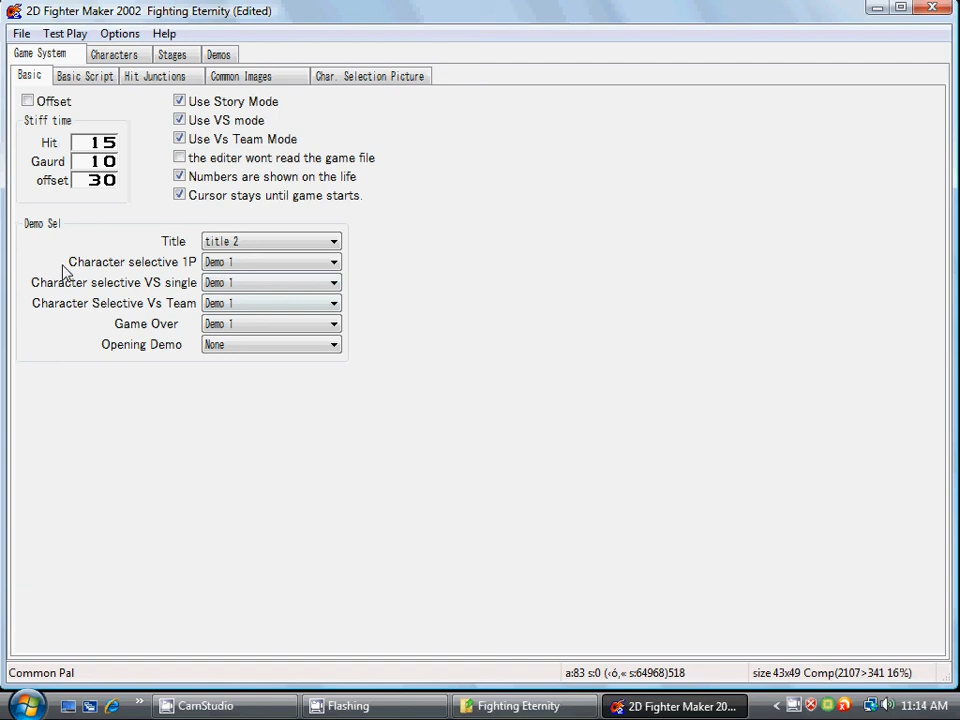 2D Fighter Maker 2002  Fighting Eternity (Edited)
File Test Play Options Help
Game System Characters Stages Demos
Basic Basic Script Hit Junctions Common Images Char. Selection Picture
Offset
Stiff time
Hit 15
Gaurd 10
offset 30
Use Story Mode
Use VS mode
Use Vs Team Mode
the editer wont read the game file
Numbers are shown on the life
Cursor stays until game starts.
Demo Sel
Title title 2
Character selective 1P Demo 1
Character selective VS single Demo 1
Character Selective Vs Team Demo 1
Game Over Demo 1
Opening Demo None
Common Pal a:83 s:0 (‹ó‚« s:64968)518 size 43x49 Comp(2107>341 16%)
» CamStudio Flashing Fighting Eternity 2D Fighter Maker 20... < 11:14 AM